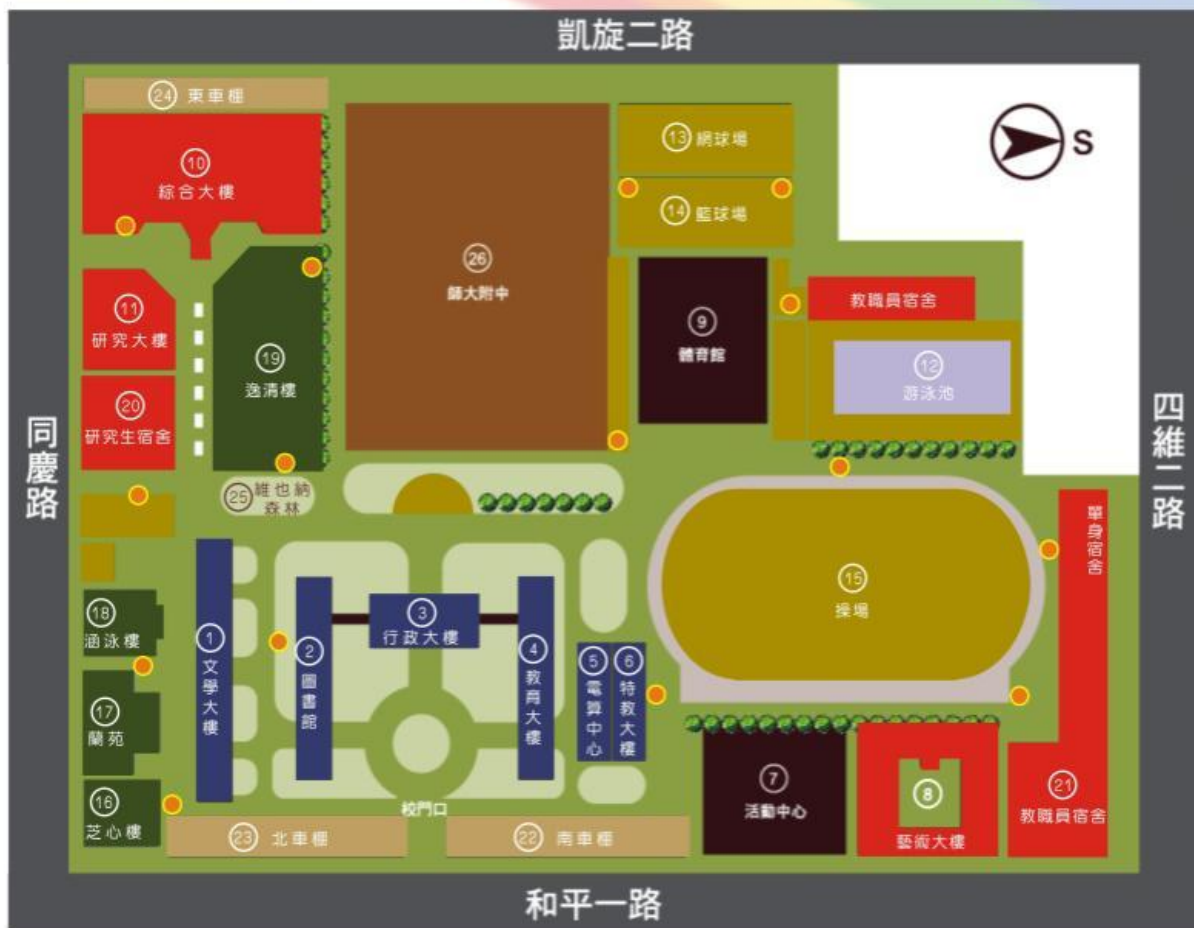 凱旋二路
24 東車棚
10
綜合大樓
13 網球場
14 籃球場
S
26
師大附中
11
研究大樓
19
逸清樓
9
體育館
教職員宿舍
12
游泳池
20
研究生宿舍
同慶路
四維二路
25 維也納
森林
單身宿舍
15
操場
18
涵泳樓
1
文學大樓
2
圖書館
3
行政大樓
4
教育大樓
5
電算中心
6
特教大樓
17
蘭苑
16
芝心樓
7
活動中心
8
藝術大樓
21
教職員宿舍
校門口
23 北車棚
22 南車棚
和平一路